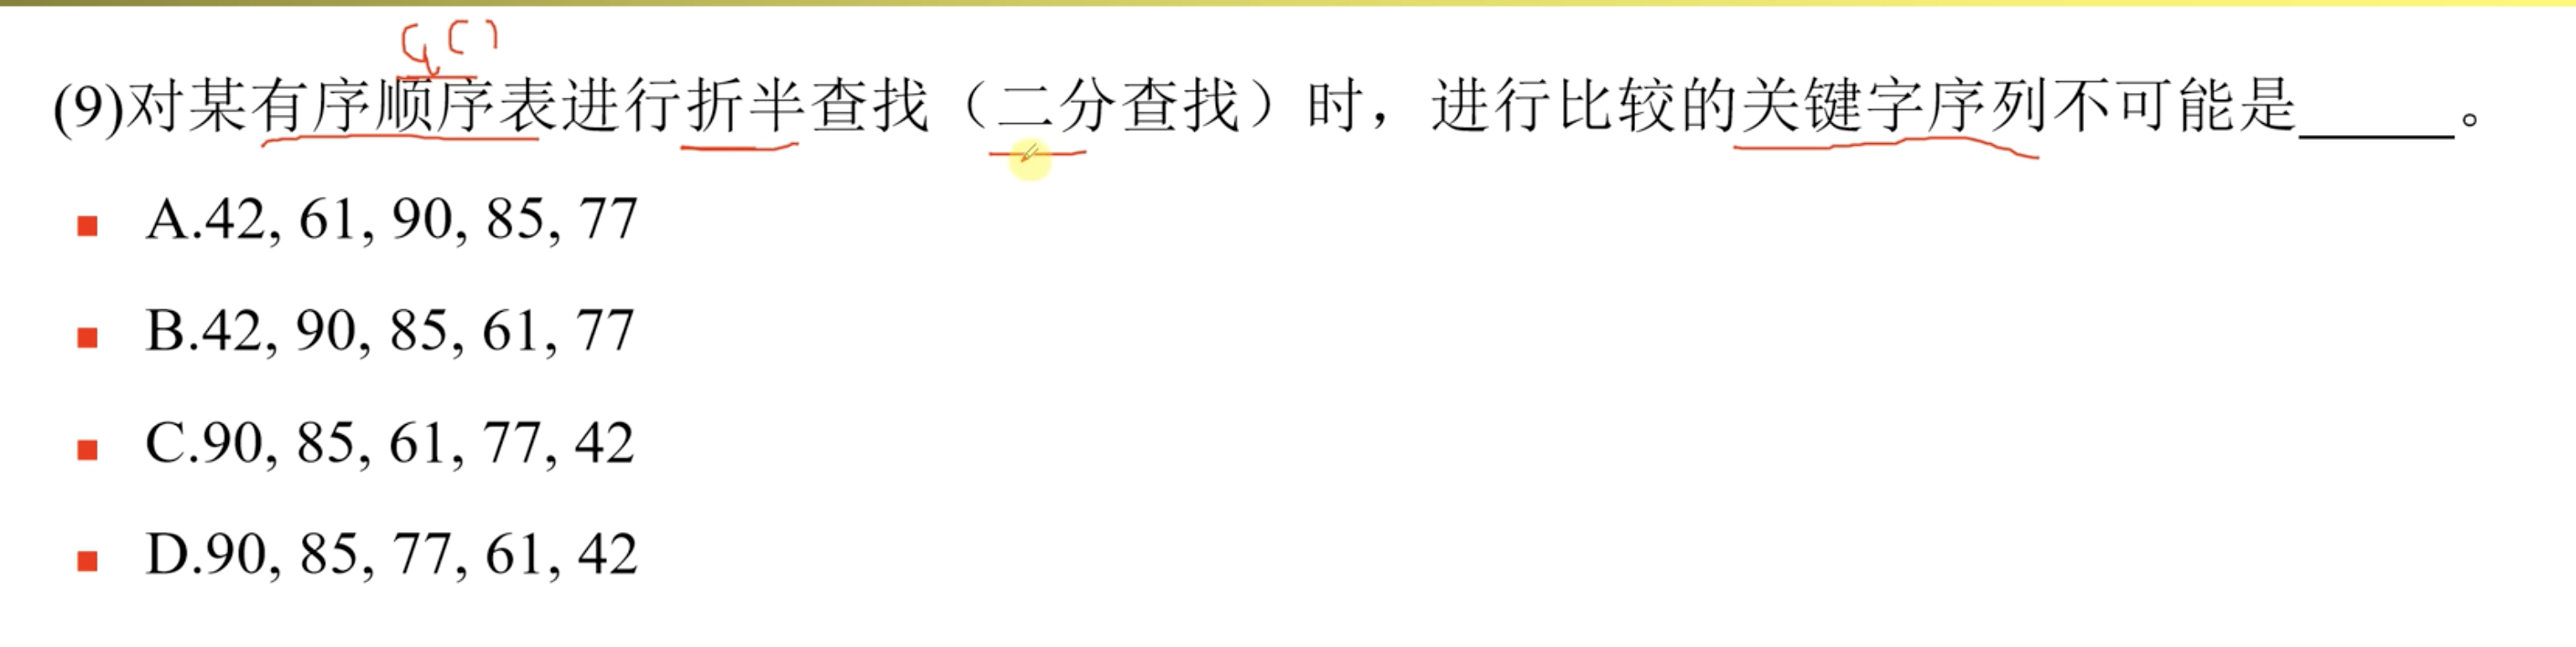 (9)对某有序顺序表进行折半查找（二分查找）时，进行比较的关键字序列不可能是_____。
A.42, 61, 90, 85, 77
B.42, 90, 85, 61, 77
C.90, 85, 61, 77, 42
D.90, 85, 77, 61, 42